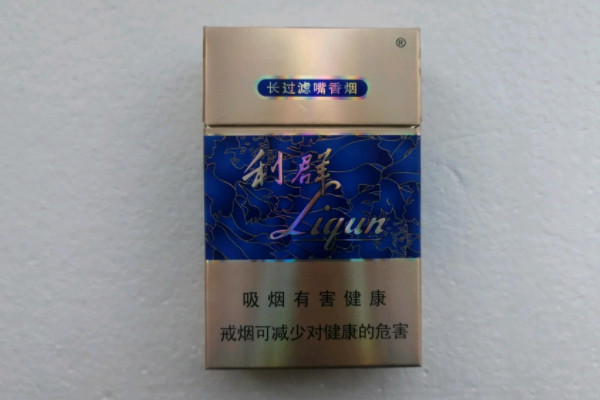 ®
长过滤嘴香烟
利群
Liqun
吸烟有害健康
戒烟可减少对健康的危害